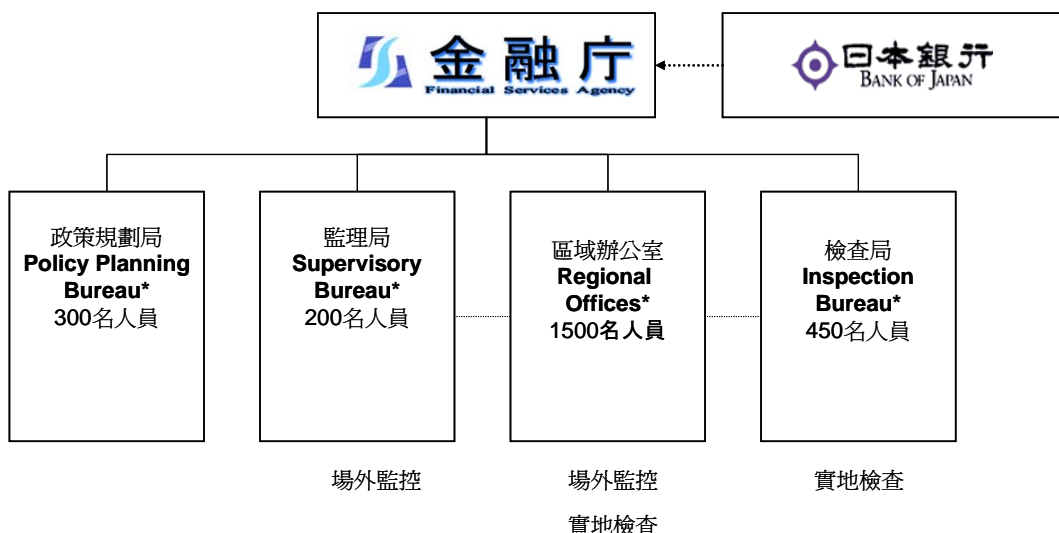 金融庁
Financial Services Agency
日本銀行
BANK OF JAPAN
政策規劃局
Policy Planning
Bureau*
300名人員
監理局
Supervisory
Bureau*
200名人員
區域辦公室
Regional
Offices*
1500名人員
檢查局
Inspection
Bureau*
450名人員
場外監控
場外監控
實地檢查
實地檢查